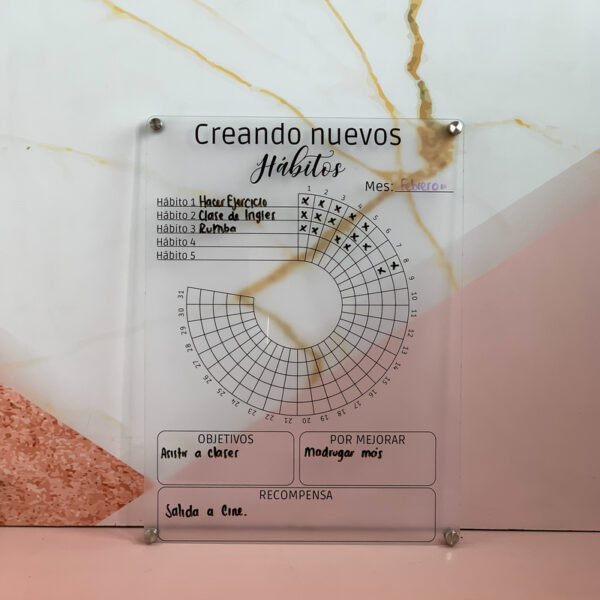 Creando nuevos
Hábitos
Mes: Febrero
Hábito 1 Hacer Ejercicio
Hábito 2 Clase de Ingles
Hábito 3 Rumba
Hábito 4
Hábito 5
1 2 3 4 5 6 7 8 9 10 11 12 13 14 15 16 17 18 19 20 21 22 23 24 25 26 27 28 29 30 31
x x x x x
x x x x x
x x x x x x
OBJETIVOS
Asistir a clases
POR MEJORAR
Madrugar más
RECOMPENSA
Salida a Cine.